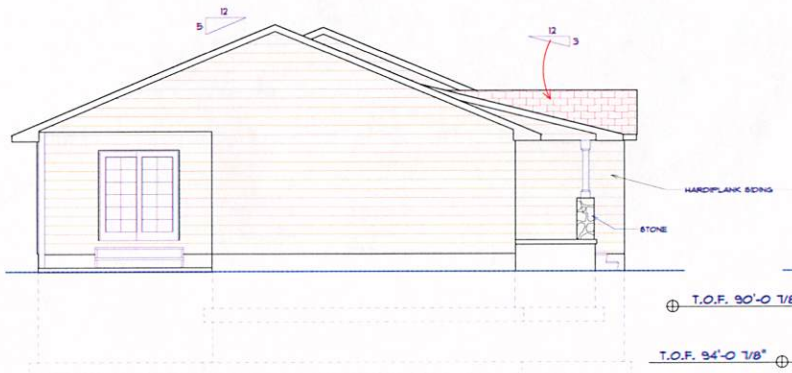 12
5
12
3
HARDIPLANK SIDING
STONE
T.O.F. 90'-0 7/8
T.O.F. 94'-0 7/8"